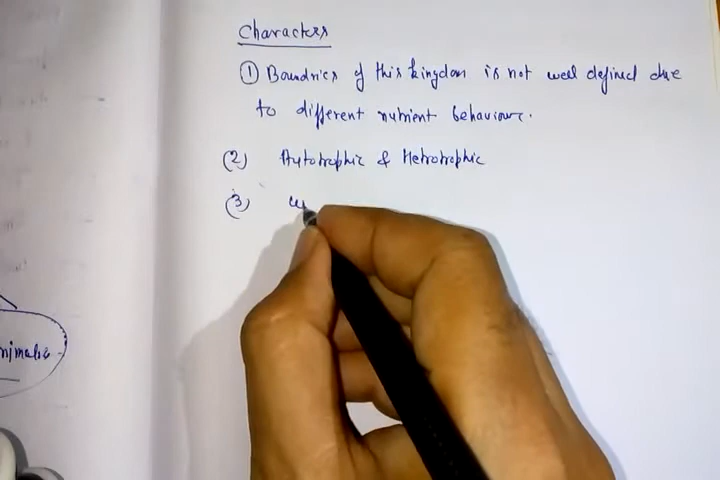 Characters
① Boundries of this kingdom is not well defined due
to different nutrient behaviour.
(2) Autotrophic & Hetrotrophic
(3)
nimals